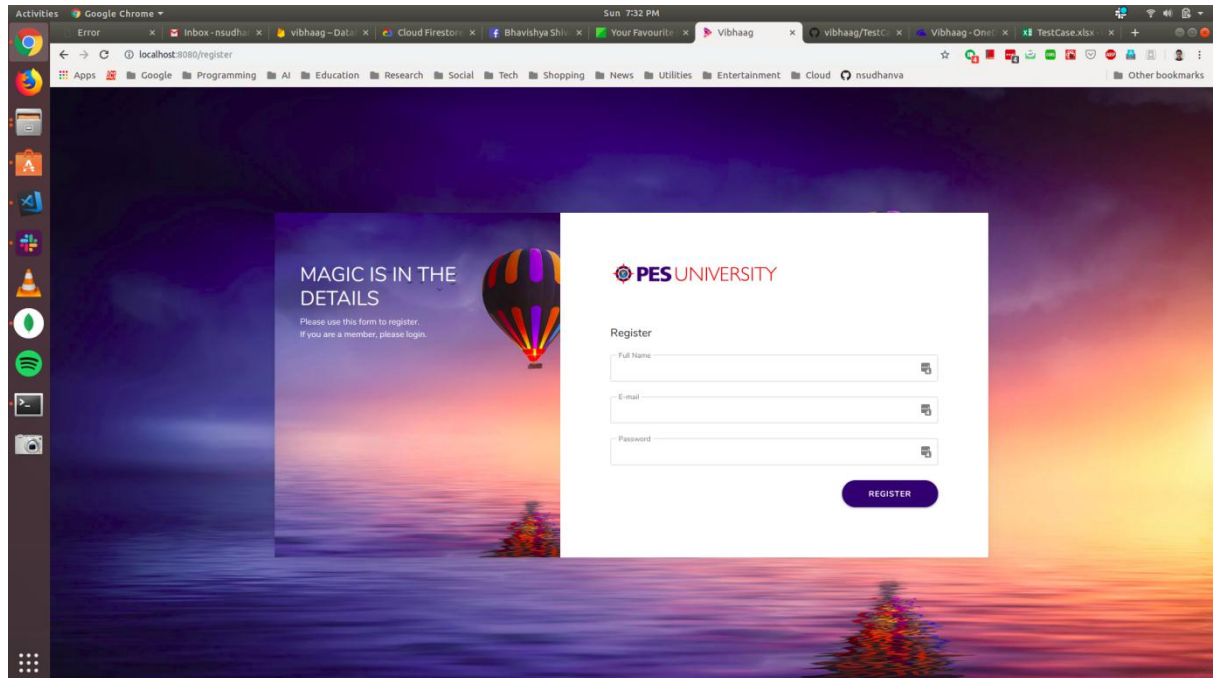 Activities Google Chrome Sun 7:32 PM
Error Inbox - nsudhan vibhaag – Data Cloud Firestore Bhavishya Shiv Your Favourite Vibhaag vibhaag/TestCa Vibhaag - One TestCase.xlsx -
localhost:8080/register
Apps Google Programming AI Education Research Social Tech Shopping News Utilities Entertainment Cloud nsudhanva Other bookmarks
MAGIC IS IN THE
DETAILS
Please use this form to register.
If you are a member, please login.
PES UNIVERSITY
Register
Full Name
E-mail
Password
REGISTER